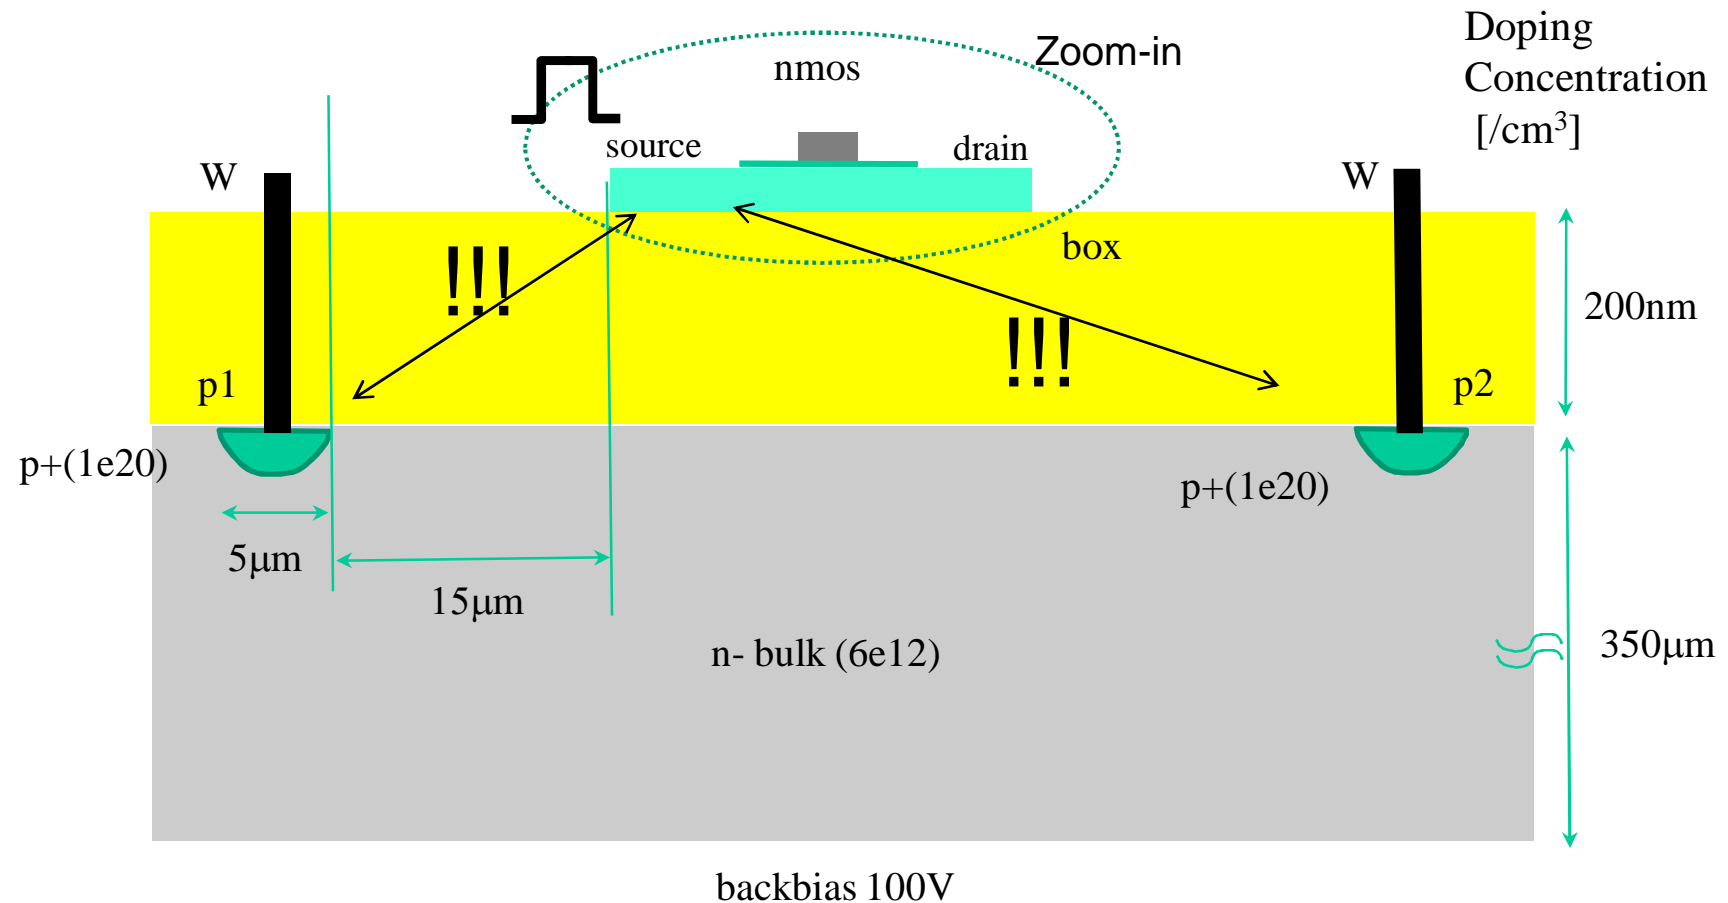 Doping
Concentration
[/cm³]
Zoom-in
nmos
source
drain
W
W
box
!!!
!!!
200nm
p1
p2
p+(1e20)
p+(1e20)
5μm
15μm
n- bulk (6e12)
350μm
backbias 100V